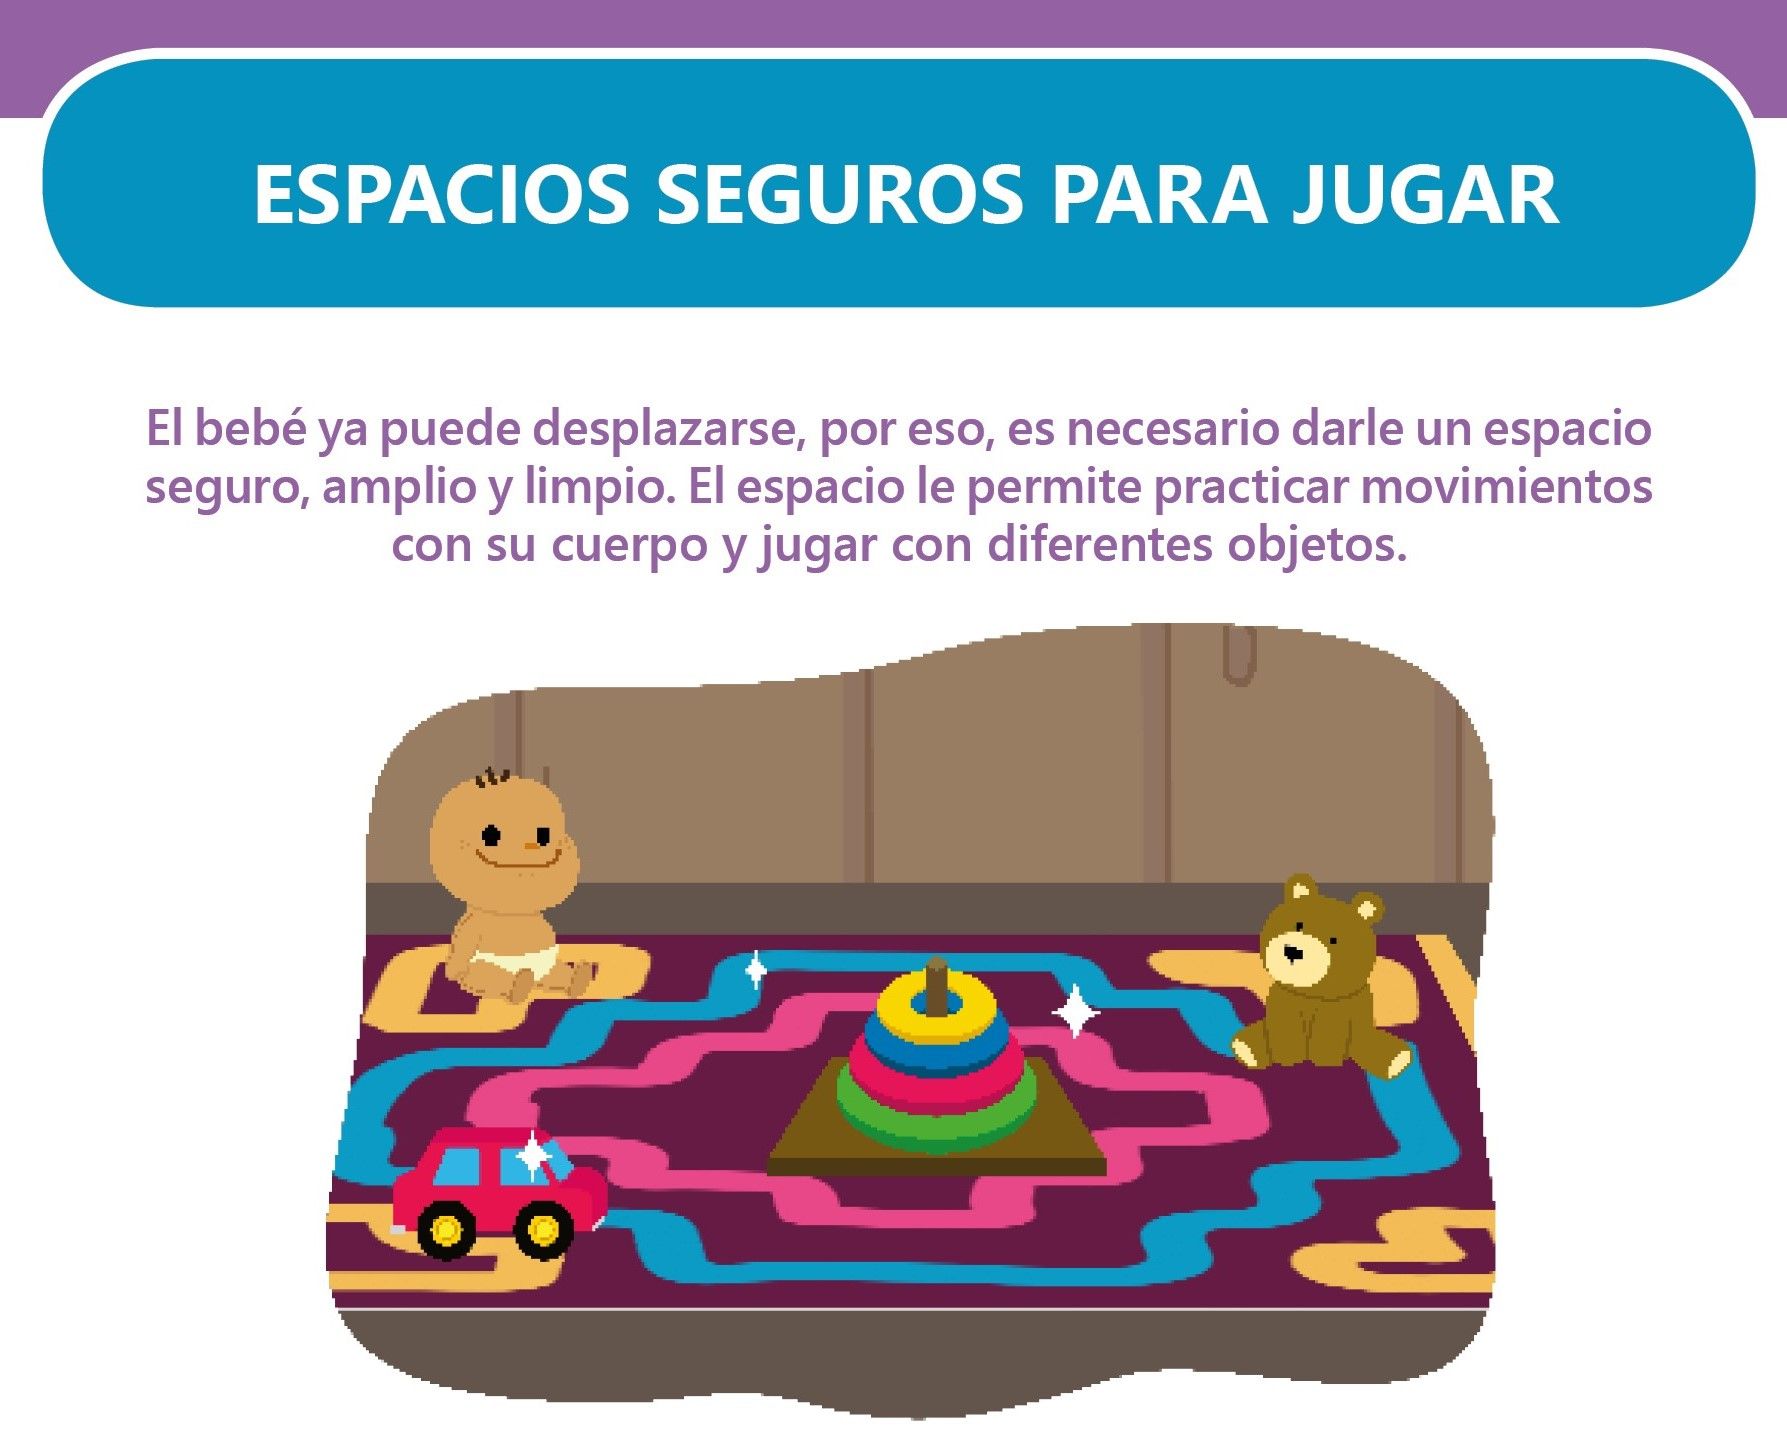 ESPACIOS SEGUROS PARA JUGAR
El bebé ya puede desplazarse, por eso, es necesario darle un espacio
seguro, amplio y limpio. El espacio le permite practicar movimientos
con su cuerpo y jugar con diferentes objetos.